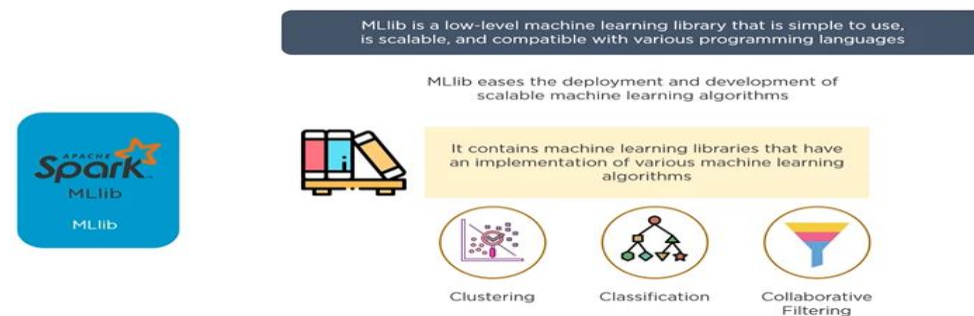 MLlib is a low-level machine learning library that is simple to use,
is scalable, and compatible with various programming languages
MLlib eases the deployment and development of
scalable machine learning algorithms
APACHE
Spark
MLlib
MLlib
It contains machine learning libraries that have
an implementation of various machine learning
algorithms
Clustering
Classification
Collaborative
Filtering